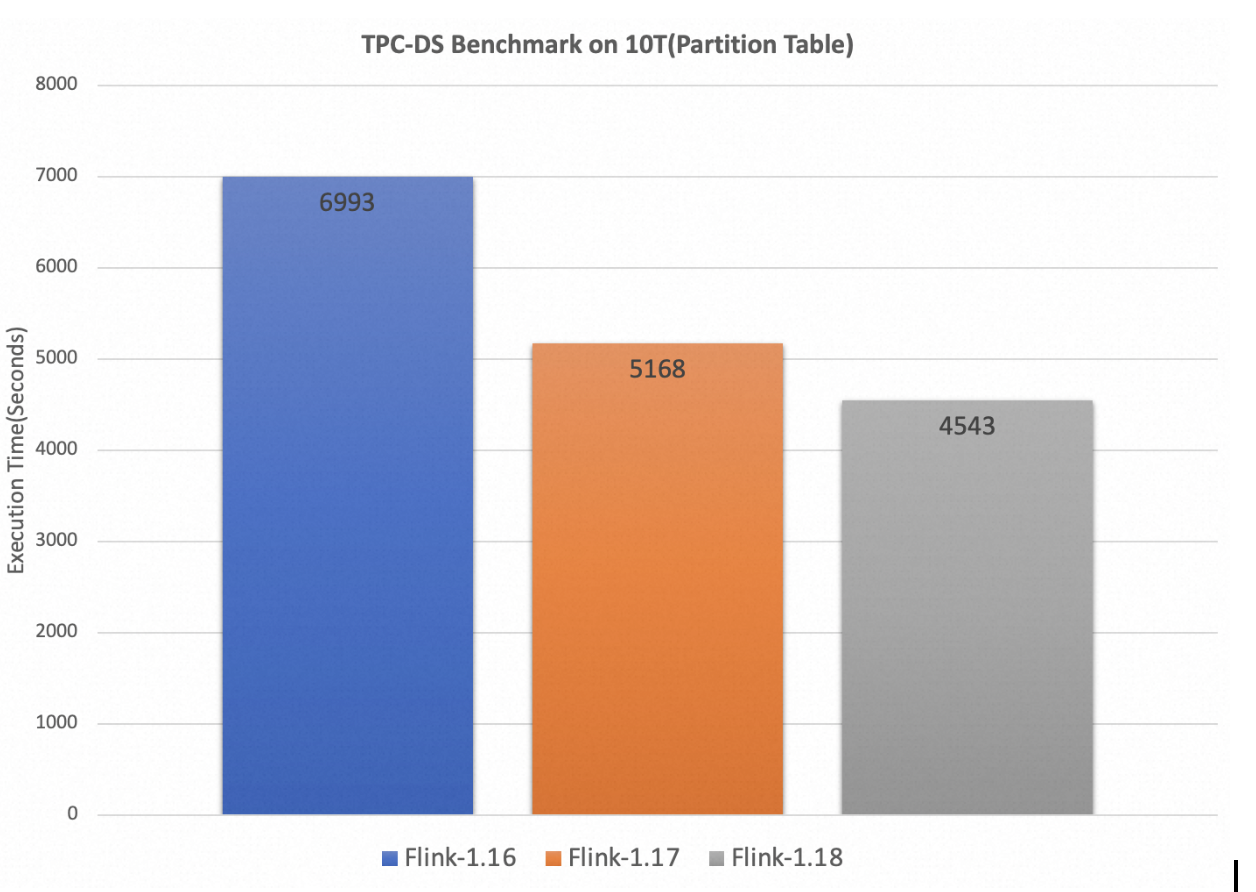 TPC-DS Benchmark on 10T(Partition Table)
8000
7000
6000
5000
4000
3000
2000
1000
0
Execution Time(Seconds)
6993
5168
4543
Flink-1.16
Flink-1.17
Flink-1.18